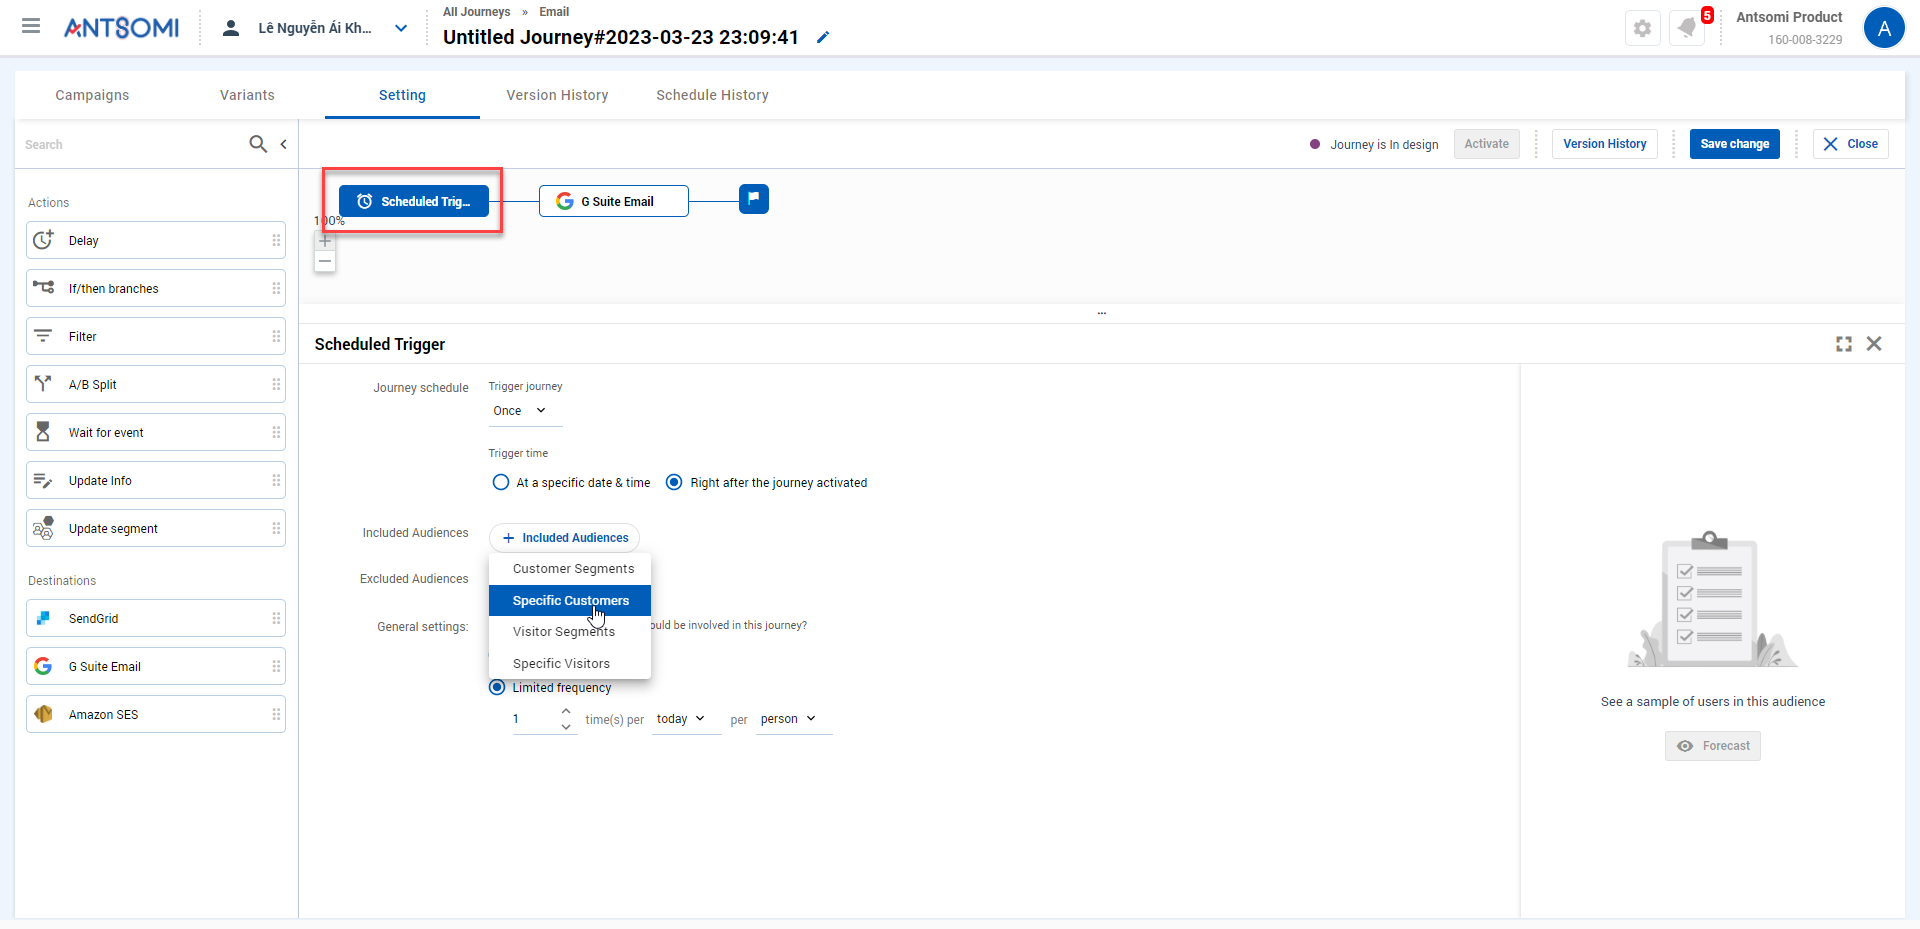 ANTSOMI
Lê Nguyễn Ái Kh...
All Journeys » Email
Untitled Journey#2023-03-23 23:09:41
5
Antsomi Product
160-008-3229
A
Campaigns
Variants
Setting
Version History
Schedule History
Search
Journey is In design
Activate
Version History
Save change
Close
Actions
Delay
If/then branches
Filter
A/B Split
Wait for event
Update Info
Update segment
Destinations
SendGrid
G Suite Email
Amazon SES
Scheduled Trig...
G Suite Email
100%
...
Scheduled Trigger
Journey schedule
Trigger journey
Once
Trigger time
At a specific date & time
Right after the journey activated
Included Audiences
+ Included Audiences
Customer Segments
Excluded Audiences
Specific Customers
General settings:
ould be involved in this journey?
Visitor Segments
Specific Visitors
Limited frequency
1 time(s) per today per person
See a sample of users in this audience
Forecast